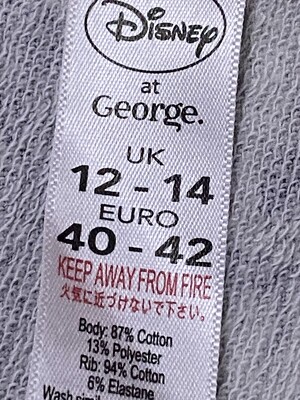 Disney
at
George.
UK
12 - 14
EURO
40 - 42
KEEP AWAY FROM FIRE
火気に近づけないで下さい。
Body: 87% Cotton
13% Polyester
Rib: 94% Cotton
6% Elastane
Wash